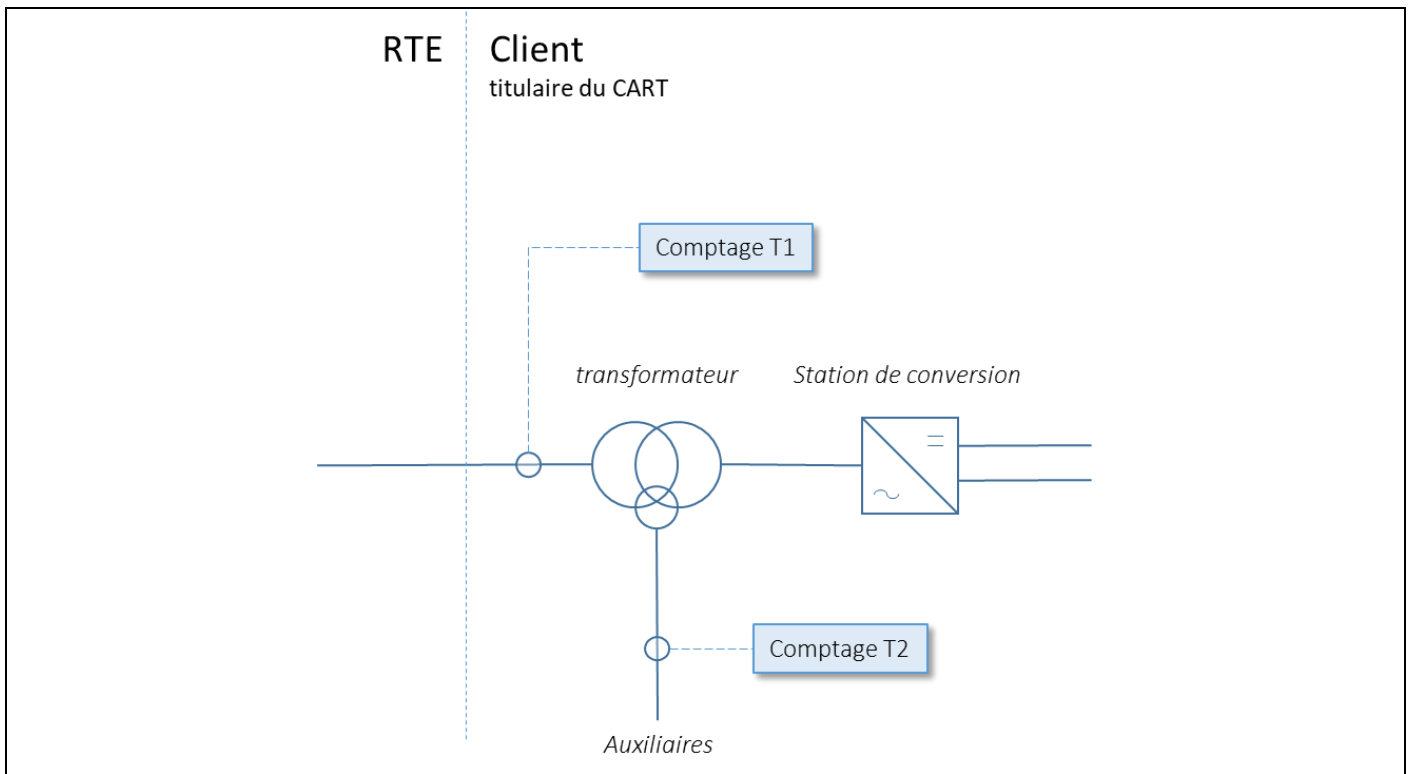 RTE
Client
titulaire du CART
Comptage T1
transformateur
Station de conversion
Comptage T2
Auxiliaires